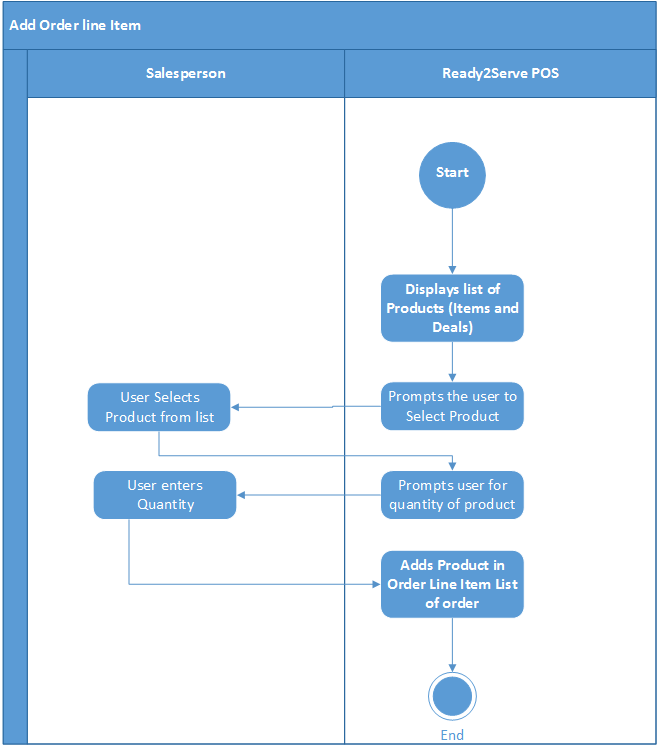 Add Order line Item
Salesperson
Ready2Serve POS
Start
Displays list of
Products (Items and
Deals)
Prompts the user to
Select Product
User Selects
Product from list
Prompts user for
quantity of product
User enters
Quantity
Adds Product in
Order Line Item List
of order
End